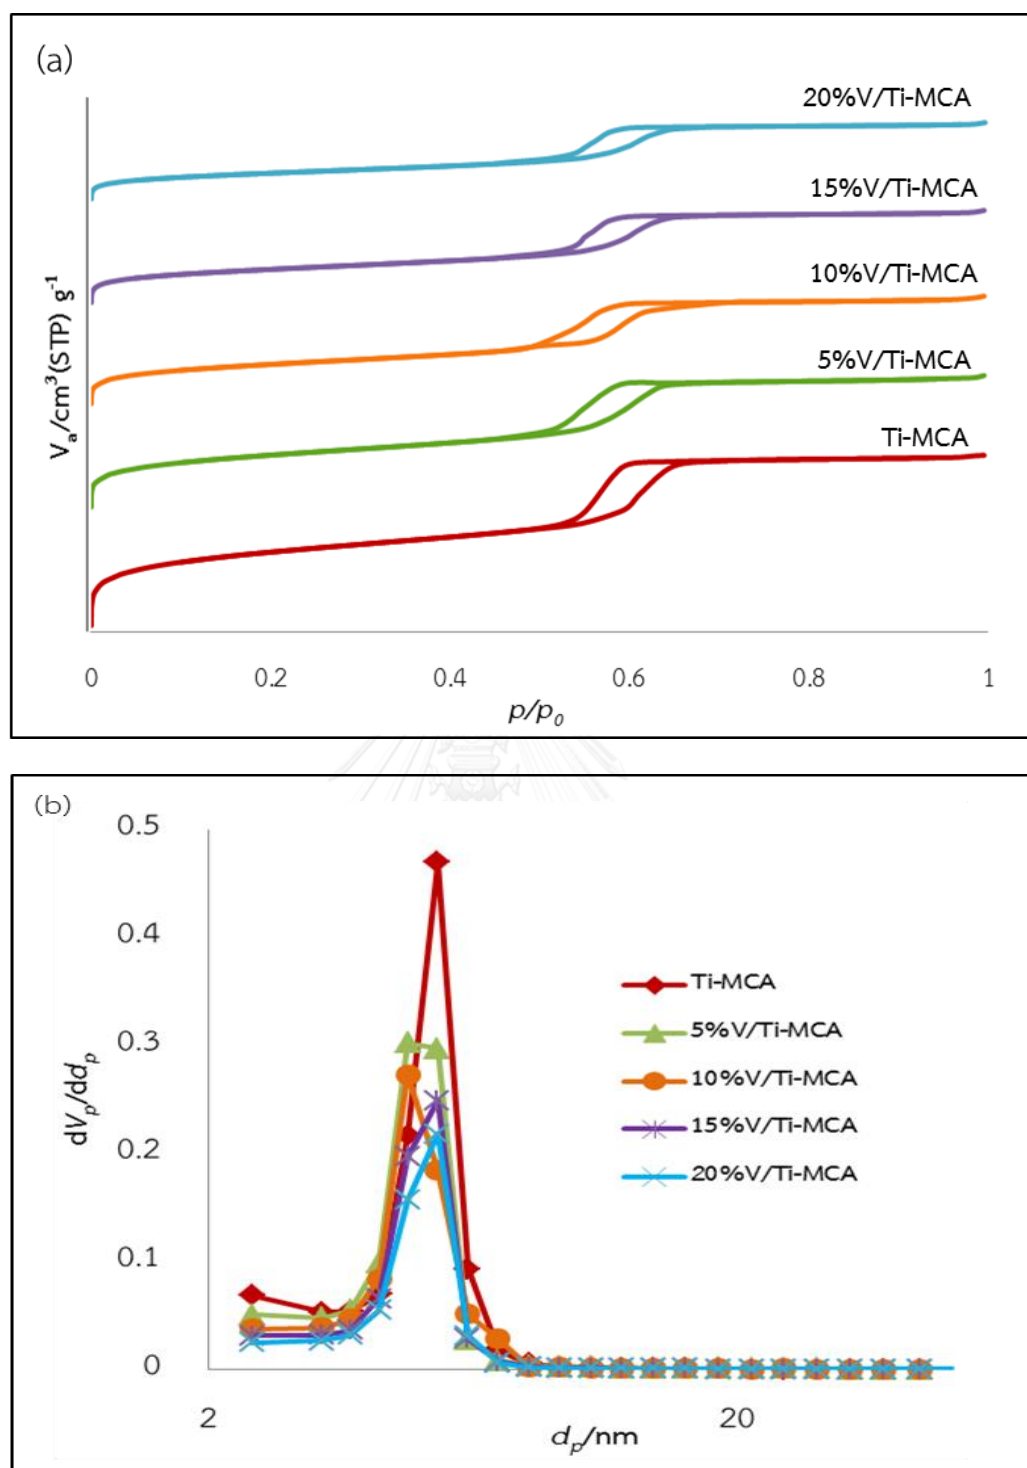 (a)
20%V/Ti-MCA
15%V/Ti-MCA
10%V/Ti-MCA
5%V/Ti-MCA
Ti-MCA
Va/cm³(STP) g⁻¹
0 0.2 0.4 0.6 0.8 1
p/p₀
(b)
0.5
0.4
0.3
0.2
0.1
0
dVp/ddp
Ti-MCA
5%V/Ti-MCA
10%V/Ti-MCA
15%V/Ti-MCA
20%V/Ti-MCA
2 20
dp/nm